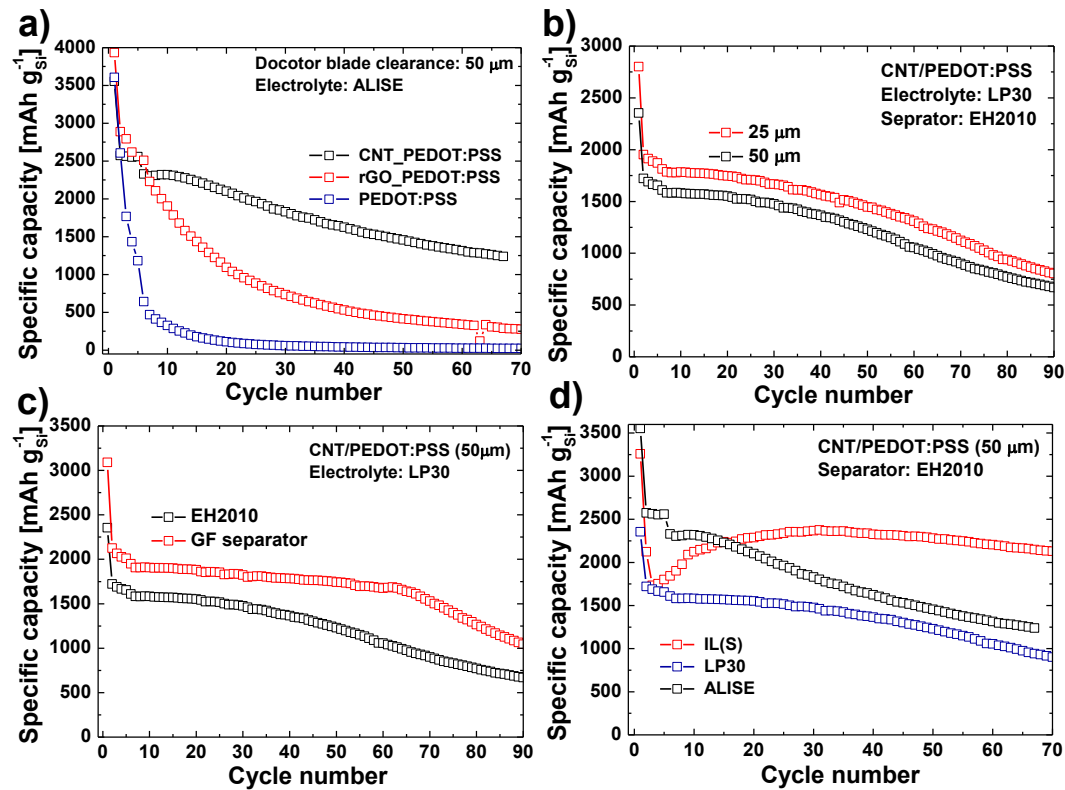 a)
Specific capacity [mAh g⁻¹Si]
4000
3500
3000
2500
2000
1500
1000
500
0
Docotor blade clearance: 50 μm
Electrolyte: ALISE
CNT_PEDOT:PSS
rGO_PEDOT:PSS
PEDOT:PSS
0 10 20 30 40 50 60 70
Cycle number
b)
Specific capacity [mAh g⁻¹Si]
3000
2500
2000
1500
1000
500
0
CNT/PEDOT:PSS
Electrolyte: LP30
Seprator: EH2010
25 μm
50 μm
0 10 20 30 40 50 60 70 80 90
Cycle number
c)
Specific capacity [mAh g⁻¹Si]
3500
3000
2500
2000
1500
1000
500
0
CNT/PEDOT:PSS (50μm)
Electrolyte: LP30
EH2010
GF separator
0 10 20 30 40 50 60 70 80 90
Cycle number
d)
Specific capacity [mAh g⁻¹Si]
3500
3000
2500
2000
1500
1000
500
0
CNT/PEDOT:PSS (50 μm)
Separator: EH2010
IL(S)
LP30
ALISE
0 10 20 30 40 50 60 70
Cycle number